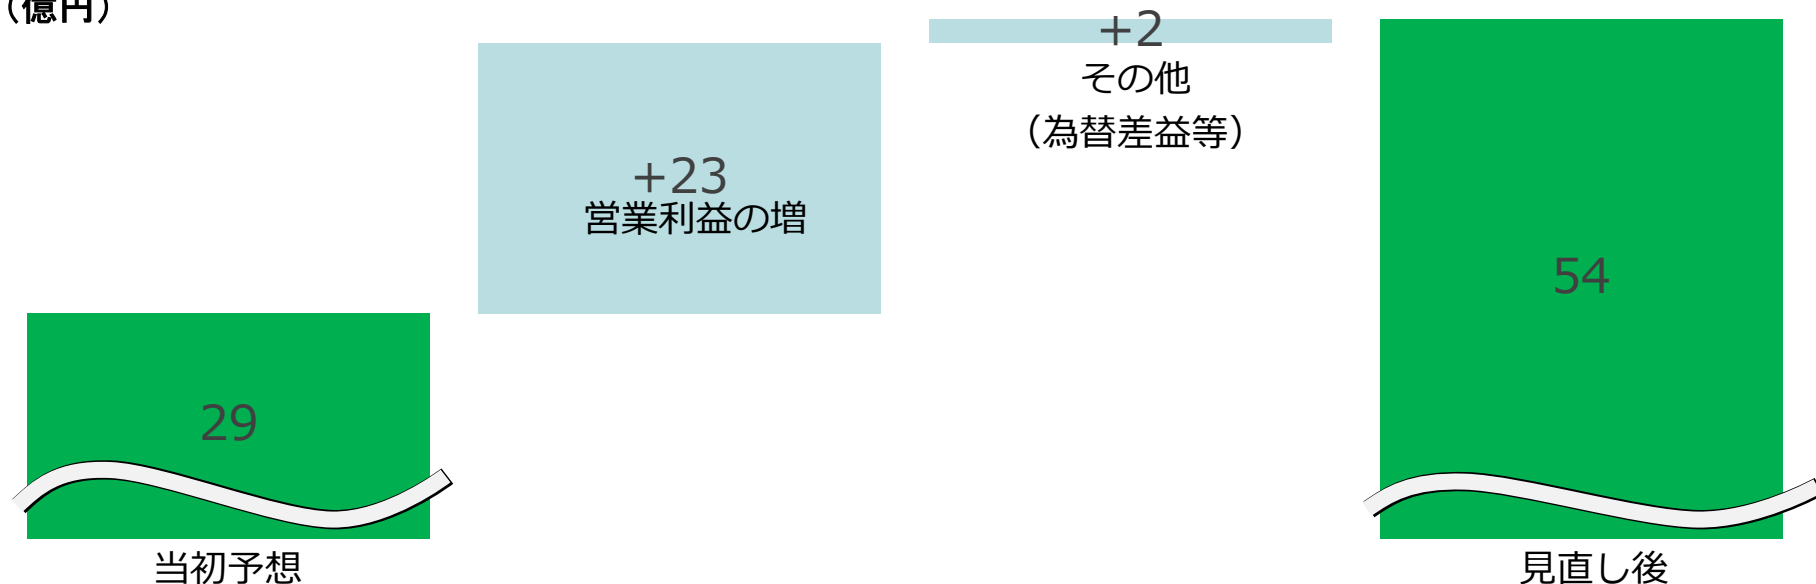 （億円）
+2
その他
（為替差益等）
+23
営業利益の増
54
29
当初予想
見直し後